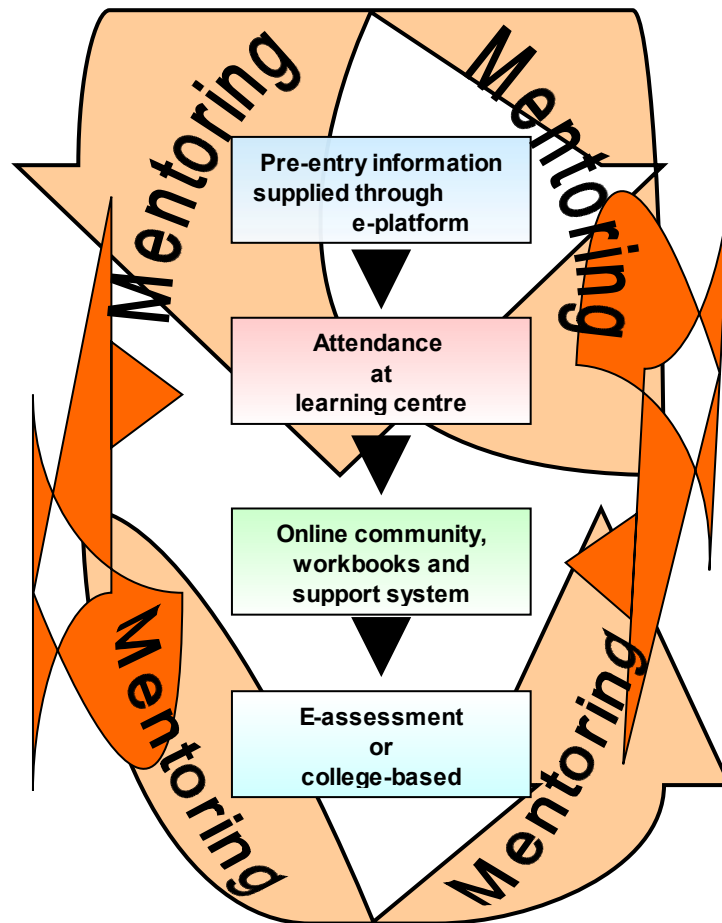 Mentoring
Mentoring
Pre-entry information
supplied through
e-platform
Attendance
at
learning centre
Online community,
workbooks and
support system
E-assessment
or
college-based
Mentoring
Mentoring